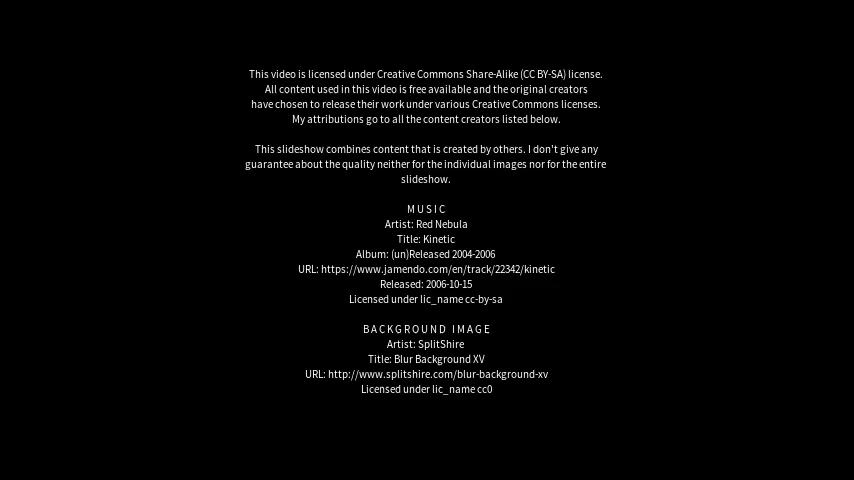 This video is licensed under Creative Commons Share-Alike (CC BY-SA) license.
All content used in this video is free available and the original creators
have chosen to release their work under various Creative Commons licenses.
My attributions go to all the content creators listed below.
This slideshow combines content that is created by others. I don't give any
guarantee about the quality neither for the individual images nor for the entire
slideshow.
MUSIC
Artist: Red Nebula
Title: Kinetic
Album: (un)Released 2004-2006
URL: https://www.jamendo.com/en/track/22342/kinetic
Released: 2006-10-15
Licensed under lic_name cc-by-sa
BACKGROUND IMAGE
Artist: SplitShire
Title: Blur Background XV
URL: http://www.splitshire.com/blur-background-xv
Licensed under lic_name cc0